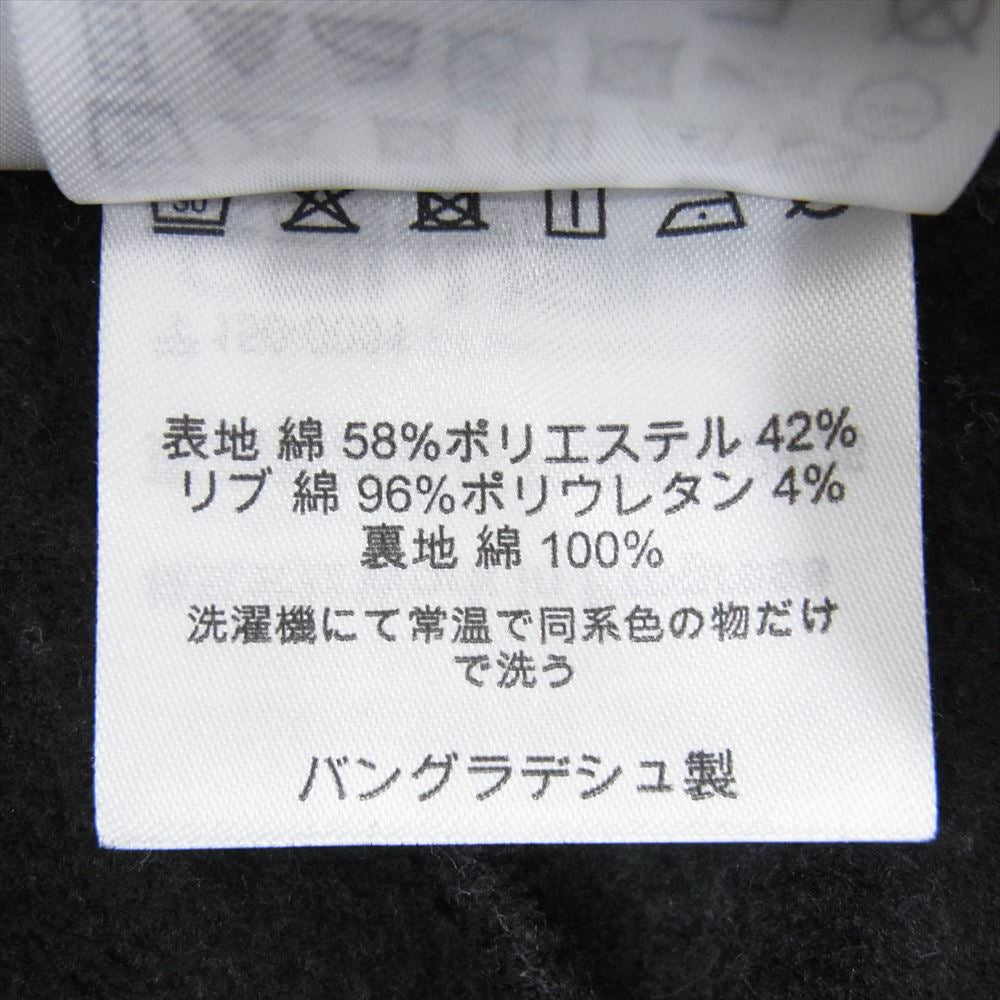 30
表地 綿 58%ポリエステル 42%
リブ 綿 96%ポリウレタン 4%
裏地 綿 100%
洗濯機にて常温で同系色の物だけ
で洗う
バングラデシュ製